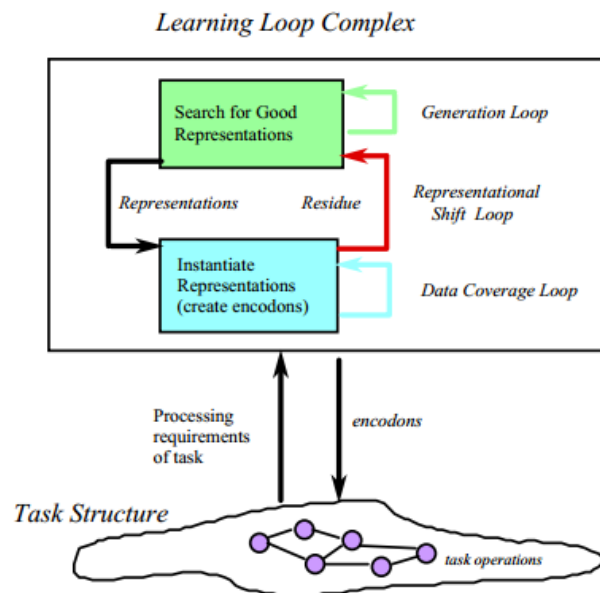 Learning Loop Complex
Search for Good
Representations
Generation Loop
Representations
Residue
Representational
Shift Loop
Instantiate
Representations
(create encodons)
Data Coverage Loop
Processing
requirements
of task
encodons
Task Structure
task operations